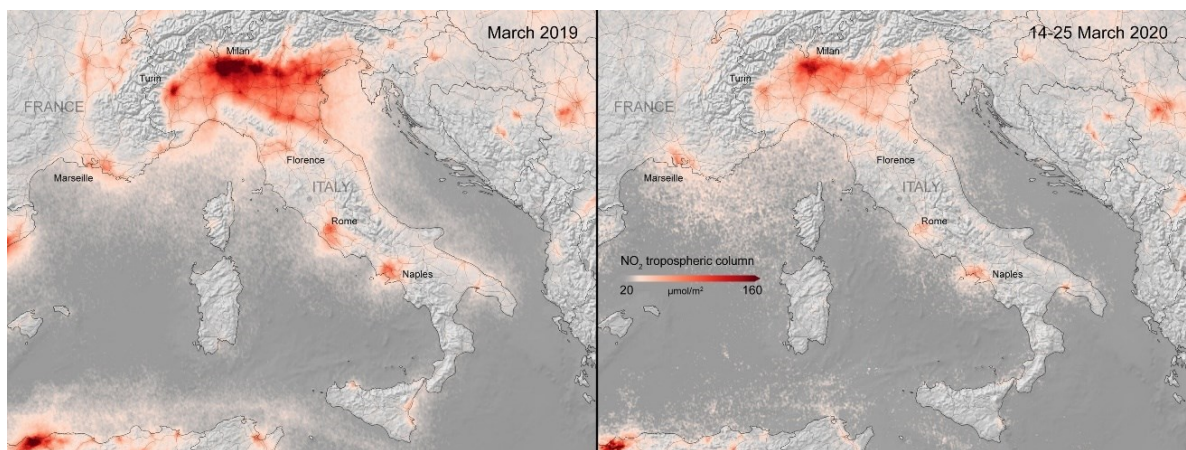 March 2019
Milan
Turin
FRANCE
Florence
Marseille
ITALY
Rome
Naples
14-25 March 2020
Milan
Turin
FRANCE
Florence
Marseille
ITALY
Rome
NO₂ tropospheric column
Naples
20 µmol/m² 160